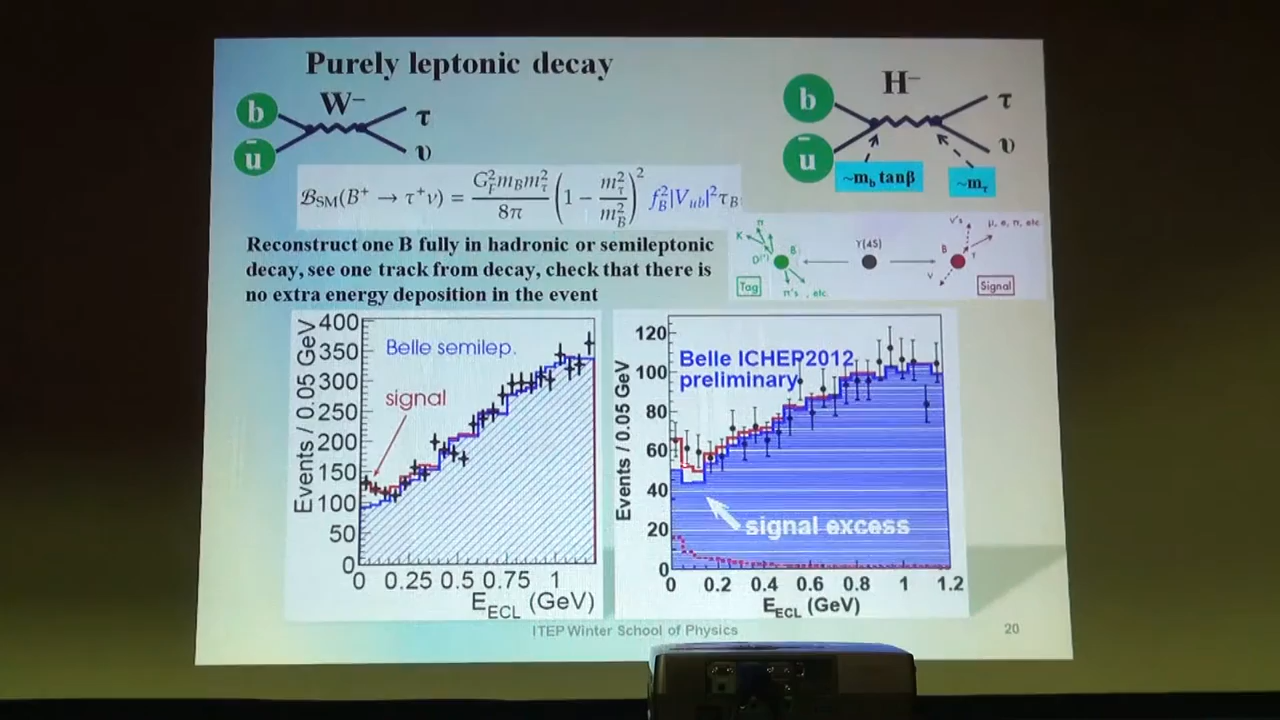 Purely leptonic decay
b
W⁻
τ
ū
υ
b
H⁻
τ
ū
υ
~m_b tanβ
~m_τ
𝓑_SM(B⁺ → τ⁺ν) = G_F² m_B m_τ² / 8π (1 − m_τ² / m_B²)² f_B² |V_ub|² τ_B
Reconstruct one B fully in hadronic or semileptonic
decay, see one track from decay, check that there is
no extra energy deposition in the event
π
K
D(*)
B
Υ(4S)
B
ν's
μ, e, π, etc
τ
ν
Tag
π's , etc
Signal
Events / 0.05 GeV
400
350
300
250
200
150
100
50
0
Belle semilep.
signal
0 0.25 0.5 0.75 1
E_ECL (GeV)
Events / 0.05 GeV
120
100
80
60
40
20
0
Belle ICHEP2012
preliminary
signal excess
0 0.2 0.4 0.6 0.8 1 1.2
E_ECL (GeV)
ITEP Winter School of Physics
20